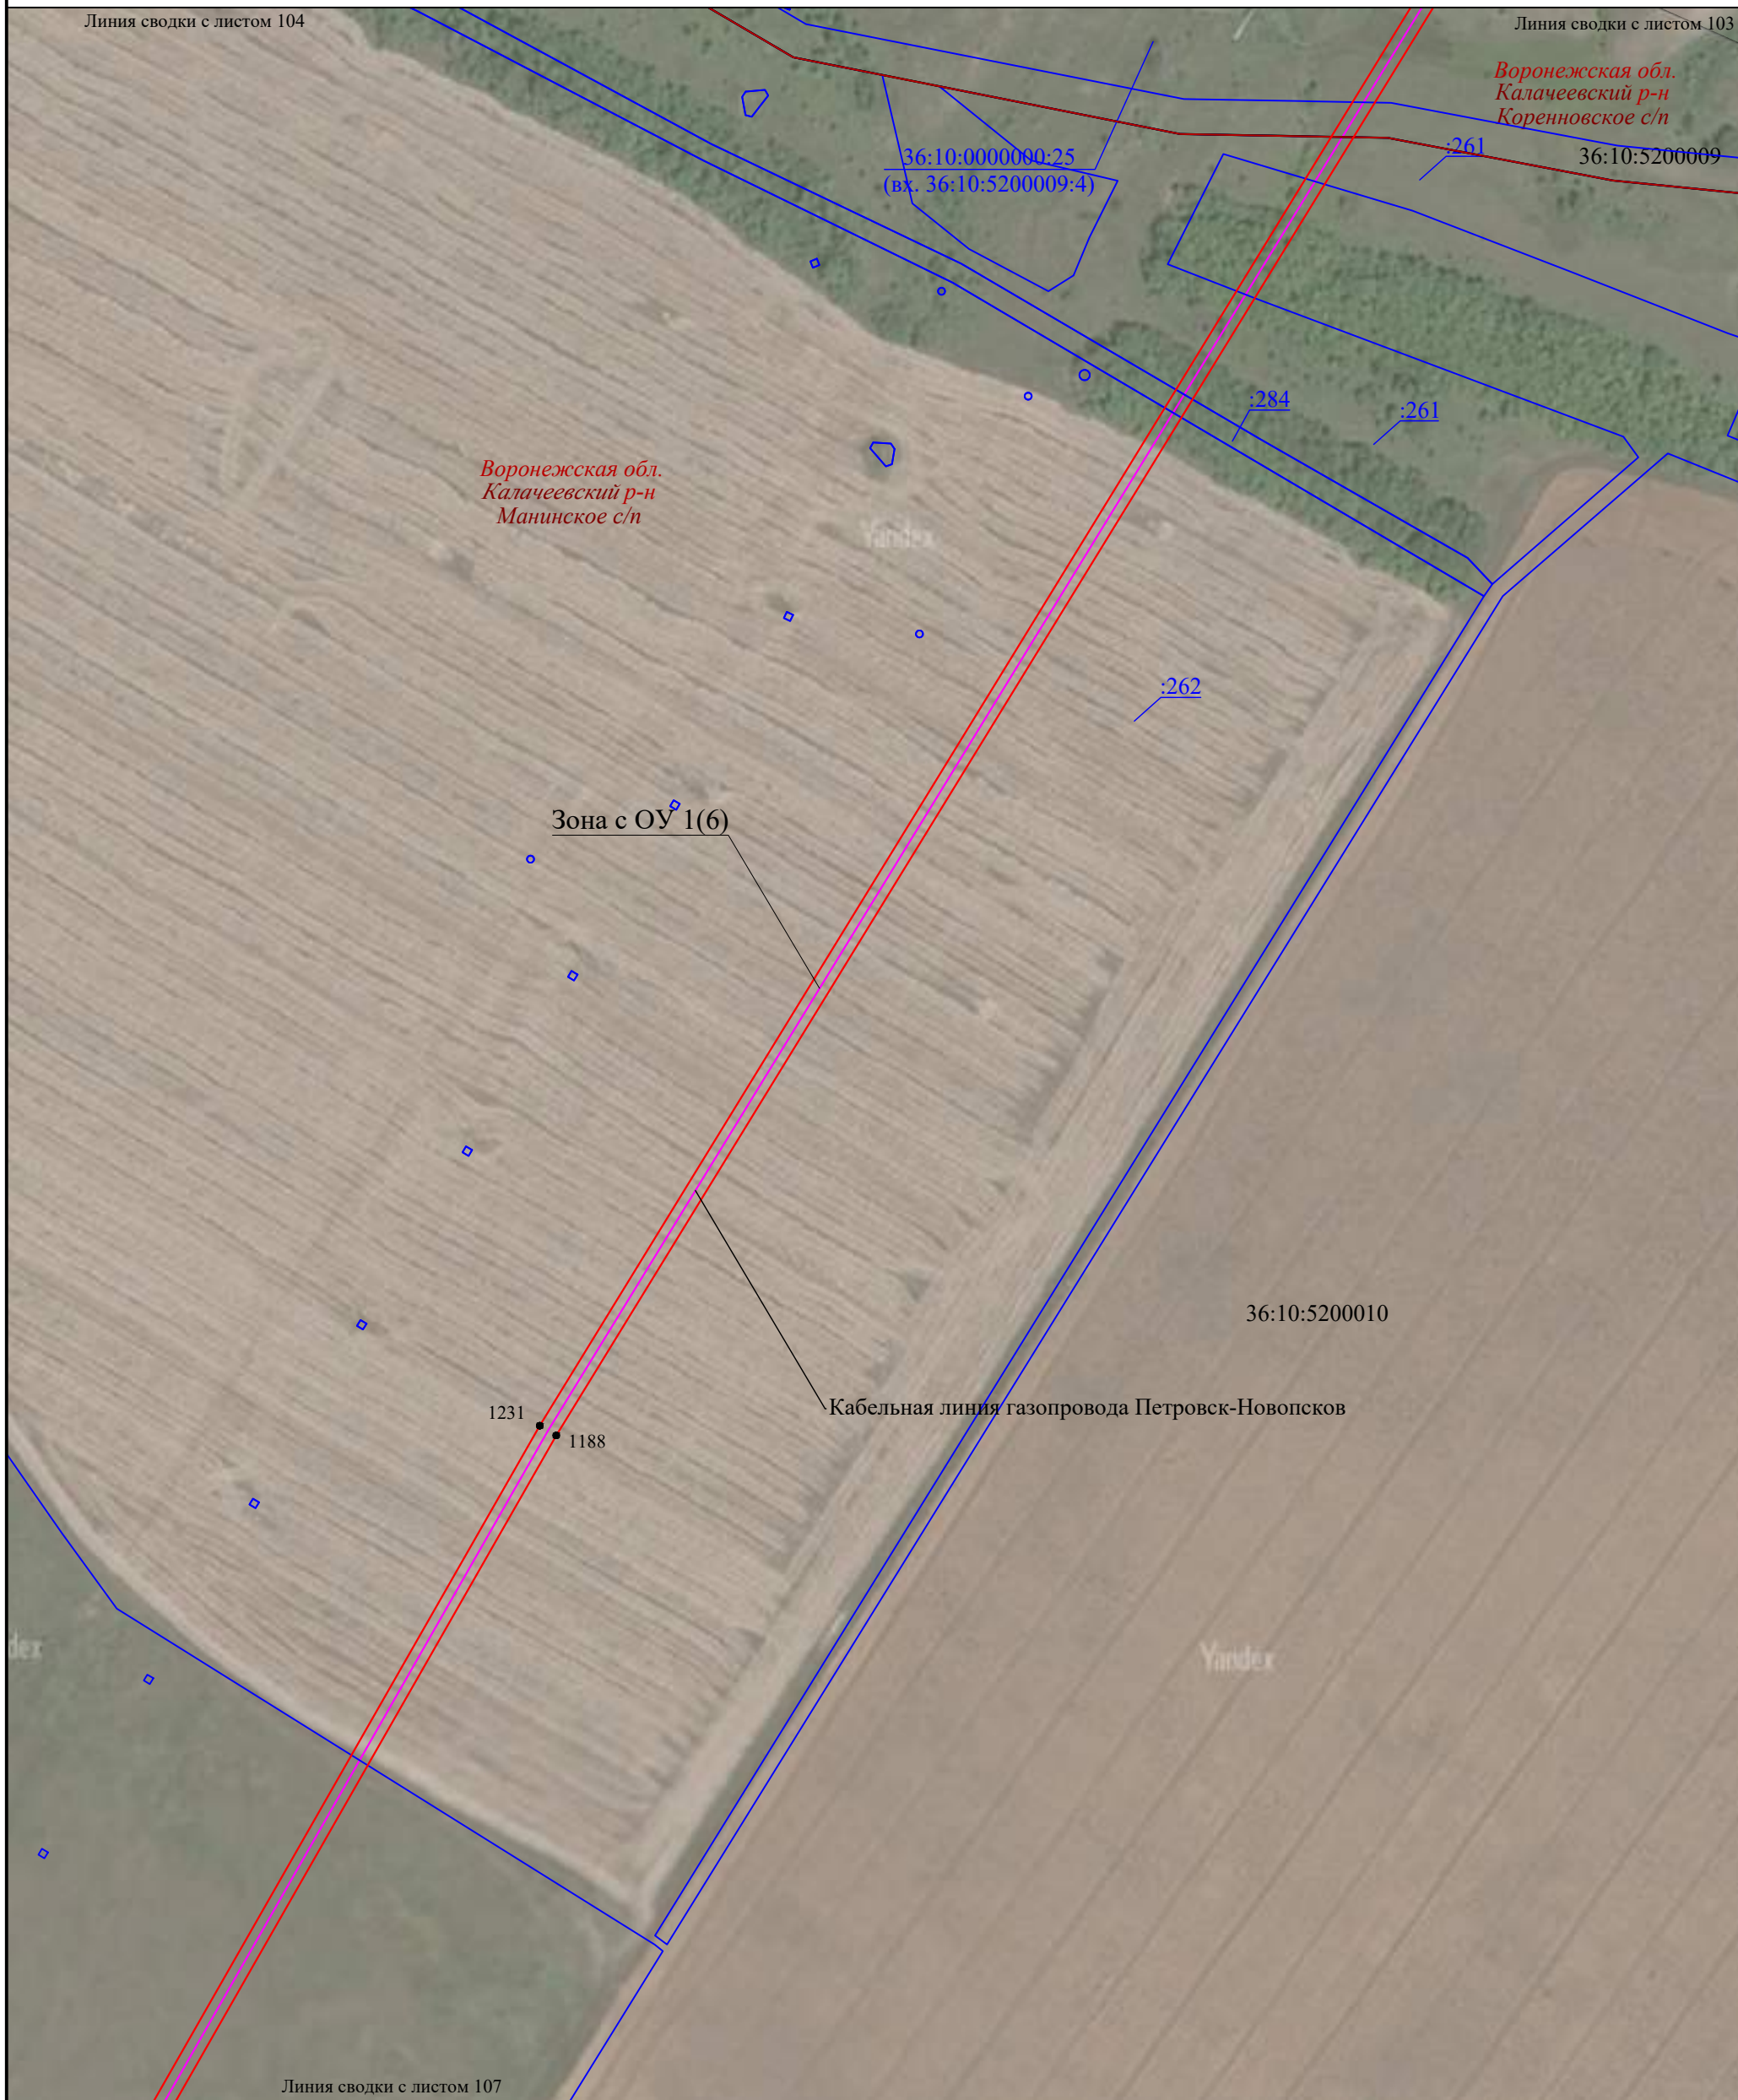 Линия сводки с листом 104
Линия сводки с листом 103
Воронежская обл.
Калачеевский р-н
Коренновское с/п
:261
36:10:5200009
36:10:0000000:25
(вх. 36:10:5200009:4)
:284
:261
Воронежская обл.
Калачеевский р-н
Манинское с/п
Yandex
:262
Зона с ОУ 1(6)
36:10:5200010
Кабельная линия газопровода Петровск-Новопсков
1231
1188
dex
Yandex
Линия сводки с листом 107